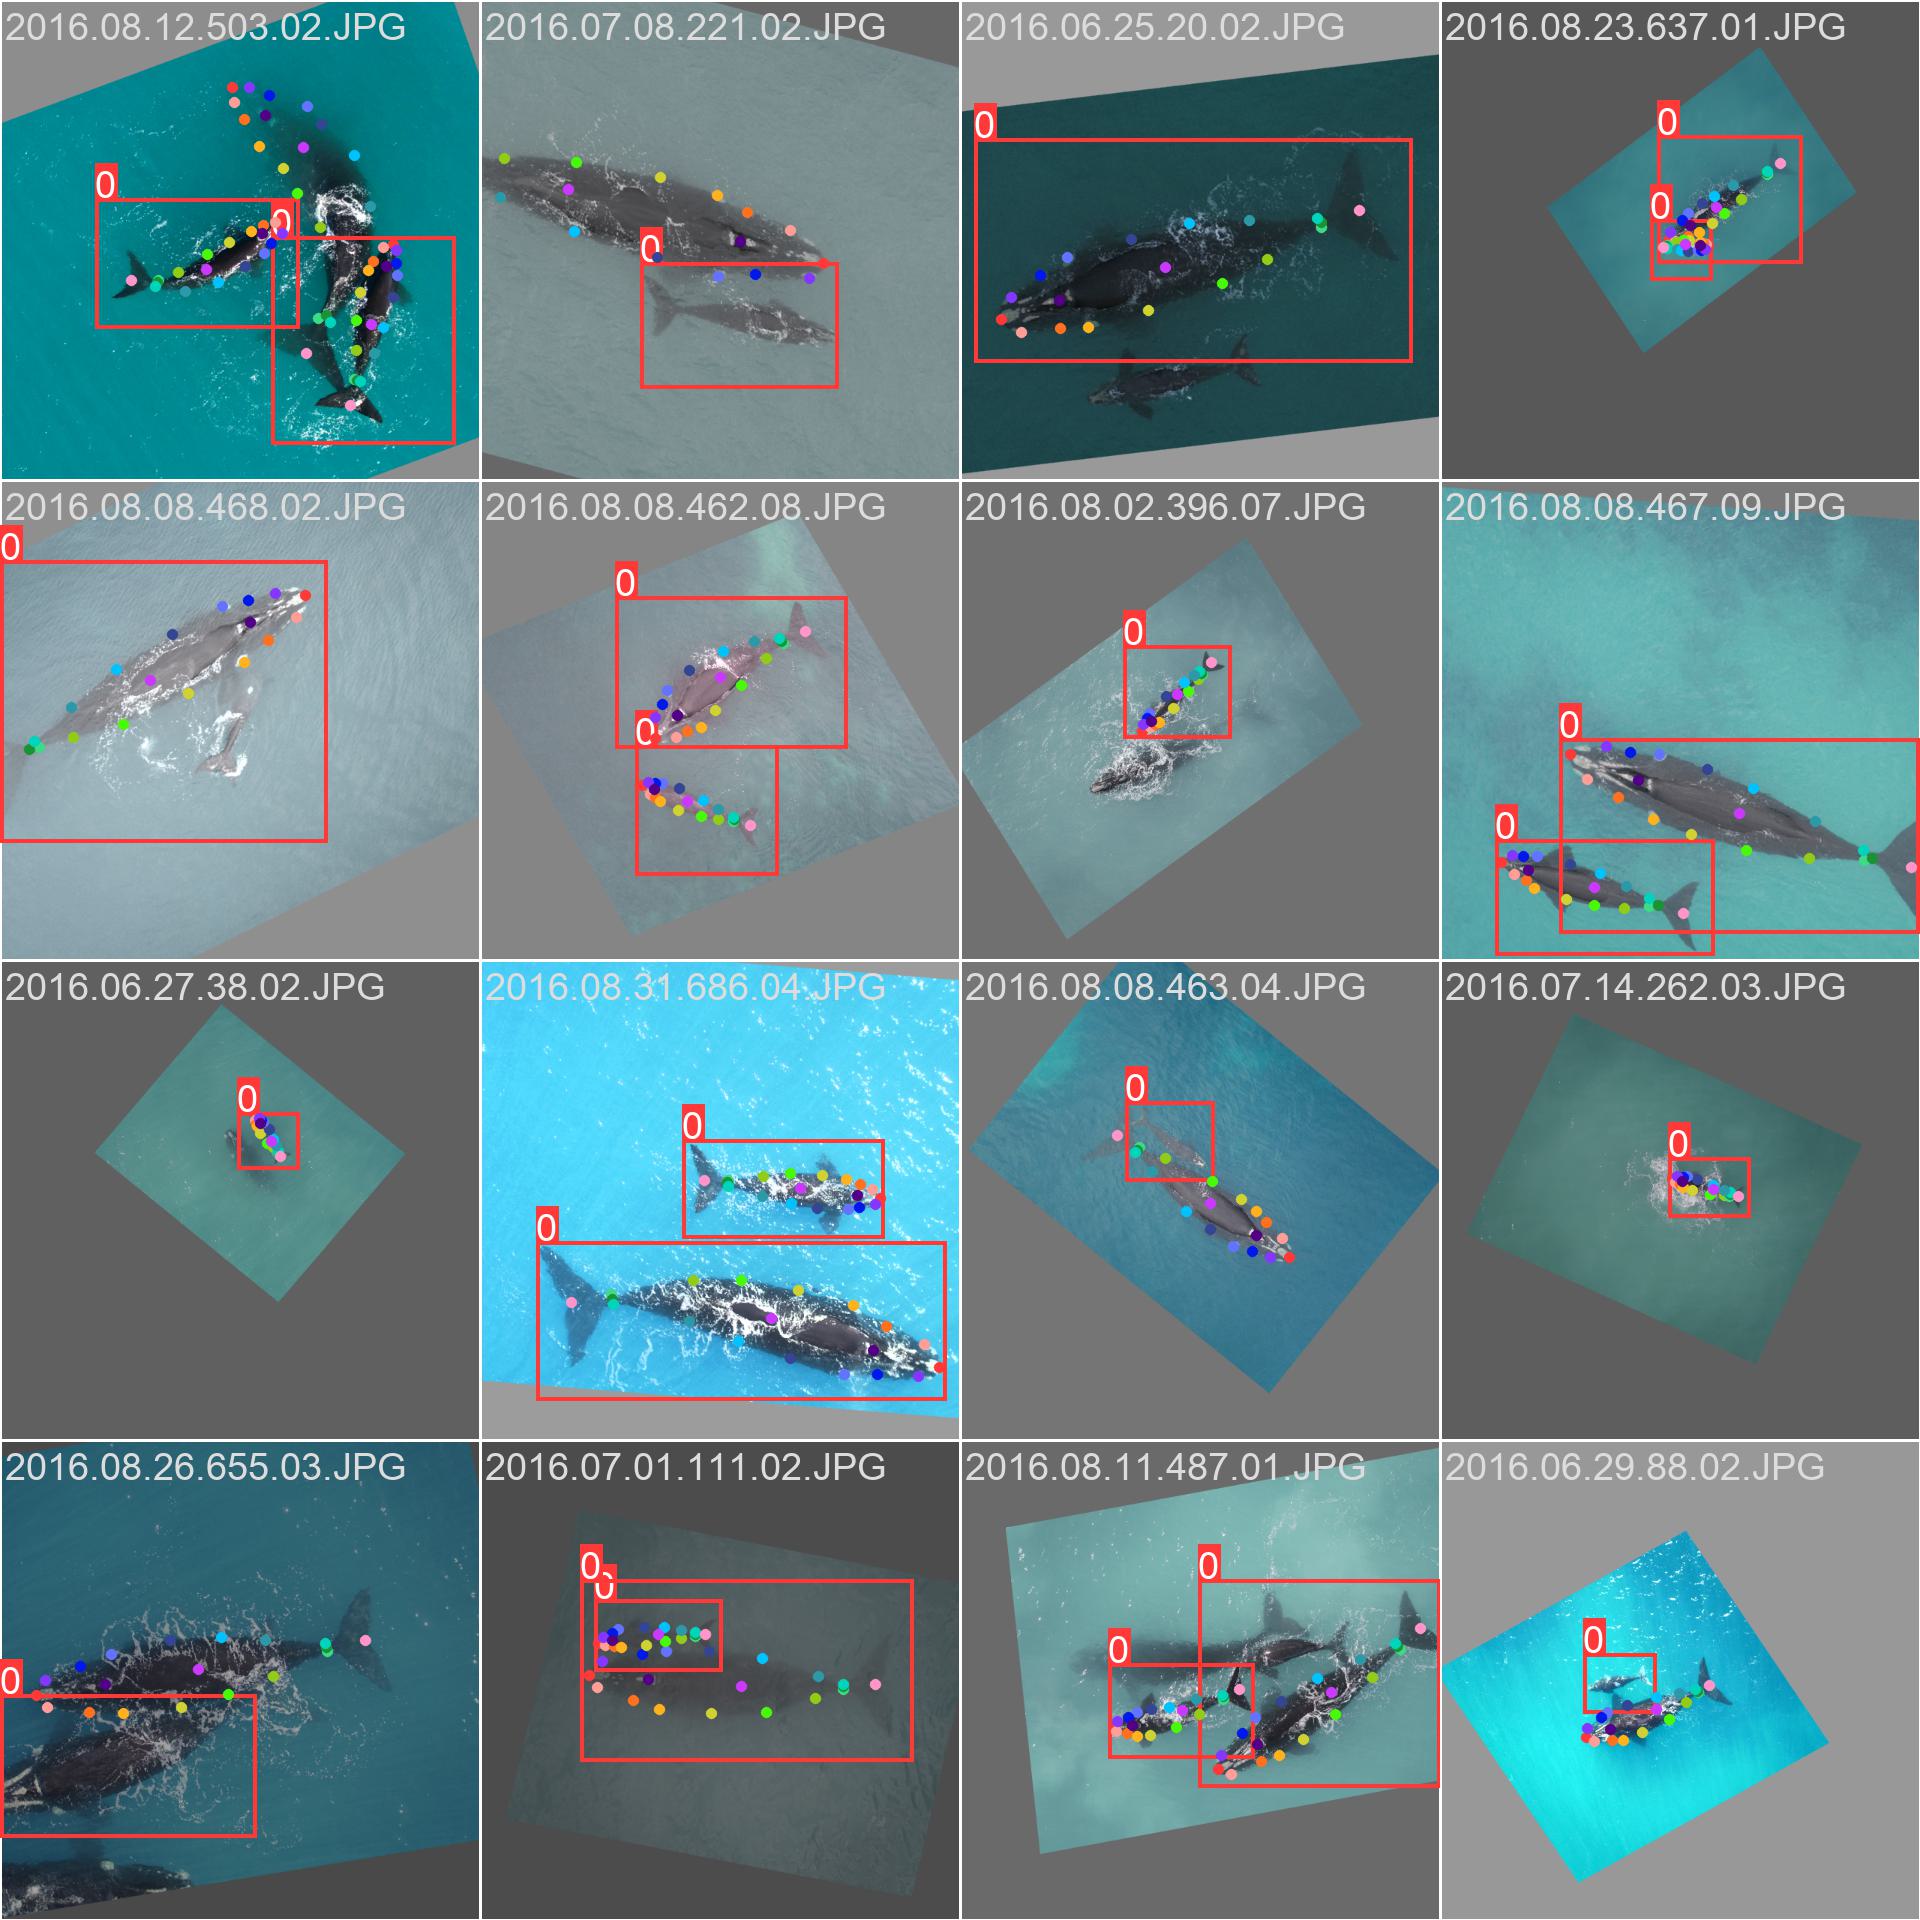 2016.08.12.503.02.JPG
2016.07.08.221.02.JPG
2016.06.25.20.02.JPG
2016.08.23.637.01.JPG
0
0
0
0
0
0
2016.08.08.468.02.JPG
2016.08.08.462.08.JPG
2016.08.02.396.07.JPG
2016.08.08.467.09.JPG
0
0
0
0
0
0
2016.06.27.38.02.JPG
2016.08.31.686.04.JPG
2016.08.08.463.04.JPG
2016.07.14.262.03.JPG
0
0
0
0
0
2016.08.26.655.03.JPG
2016.07.01.111.02.JPG
2016.08.11.487.01.JPG
2016.06.29.88.02.JPG
0
0
0
0
0
0